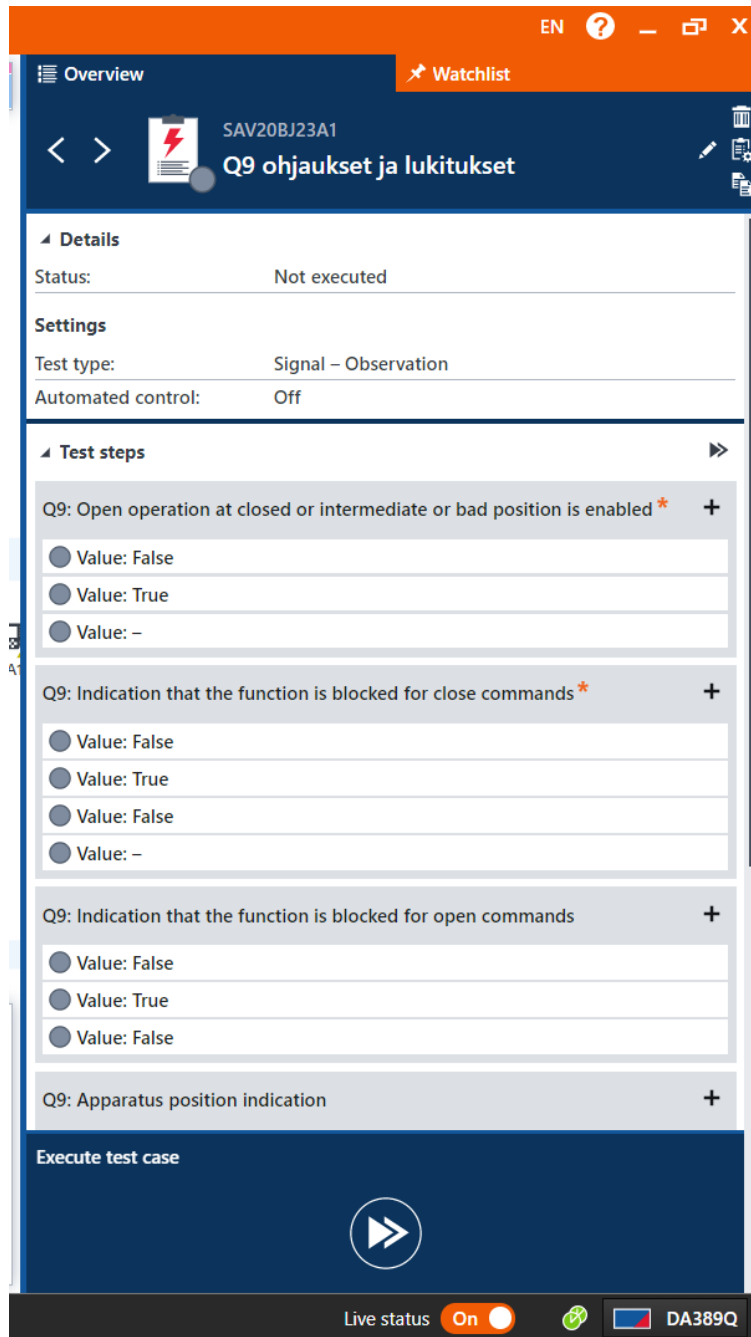 EN ? X
Overview
Watchlist
SAV20BJ23A1
Q9 ohjaukset ja lukitukset
Details
Status: Not executed
Settings
Test type: Signal – Observation
Automated control: Off
Test steps
Q9: Open operation at closed or intermediate or bad position is enabled * +
Value: False
Value: True
Value: –
Q9: Indication that the function is blocked for close commands * +
Value: False
Value: True
Value: False
Value: –
Q9: Indication that the function is blocked for open commands +
Value: False
Value: True
Value: False
Q9: Apparatus position indication +
Execute test case
Live status On DA389Q